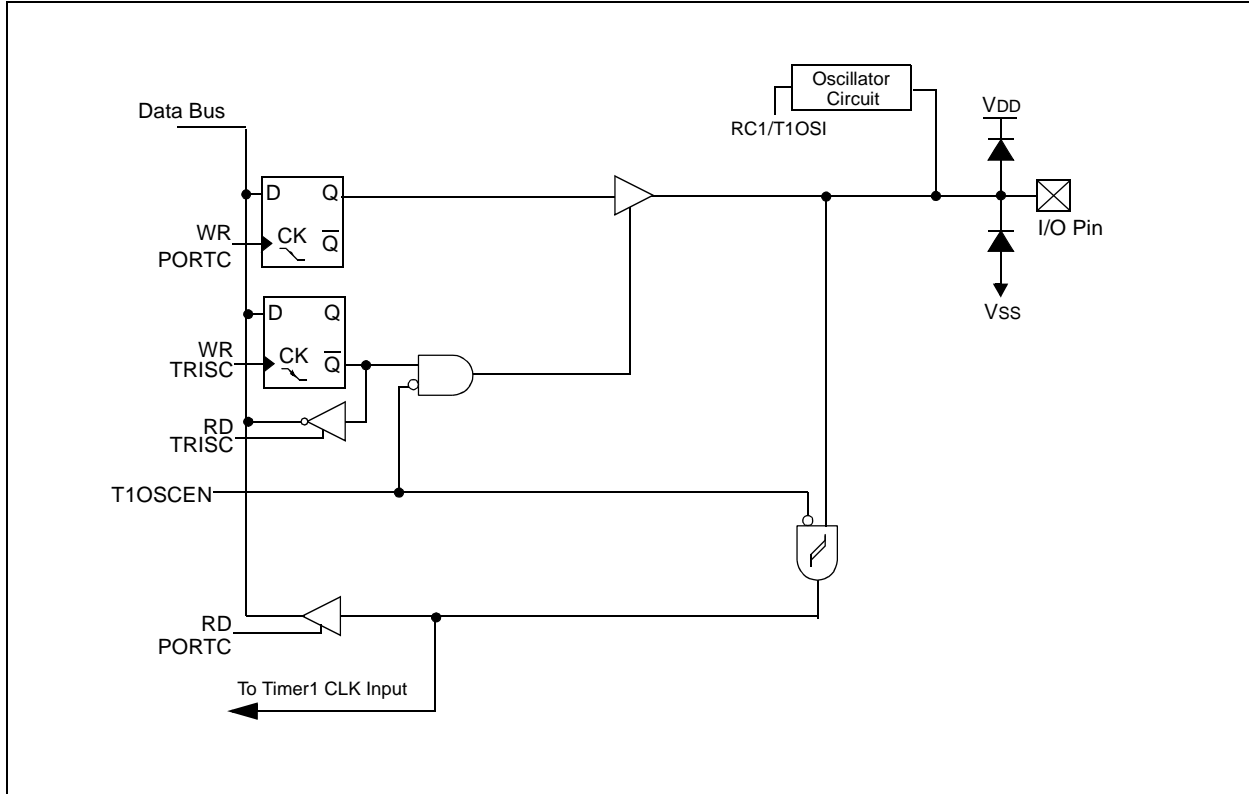 Oscillator
Circuit
Data Bus
RC1/T1OSI
VDD
D Q
CK
Q
WR
PORTC
I/O Pin
D Q
CK
Q
WR
TRISC
VSS
RD
TRISC
T1OSCEN
RD
PORTC
To Timer1 CLK Input